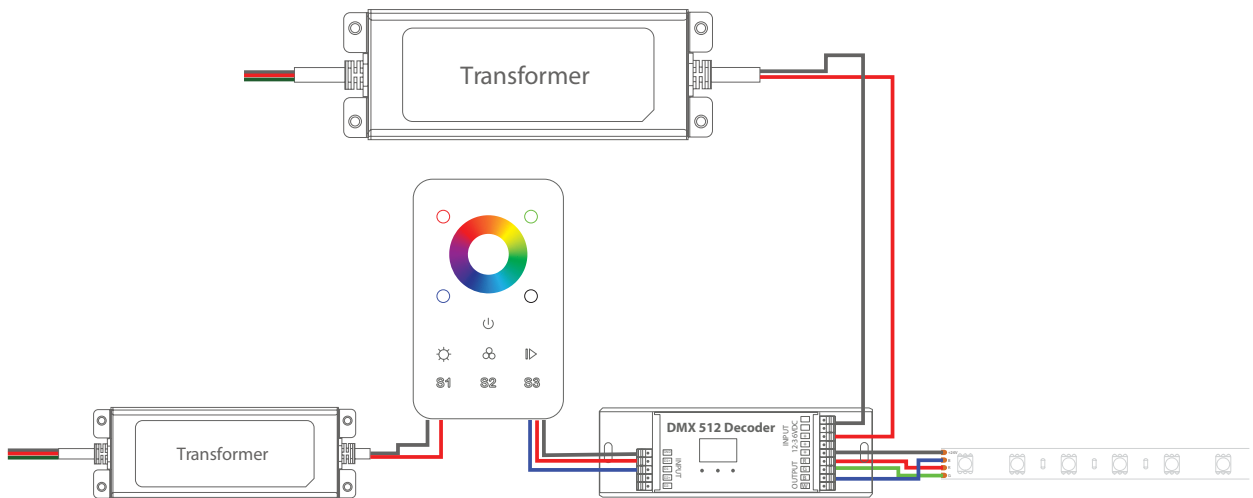 Transformer
S1 S2 S3
Transformer
DMX 512 Decoder
INPUT
12-36VDC
INPUT
OUTPUT